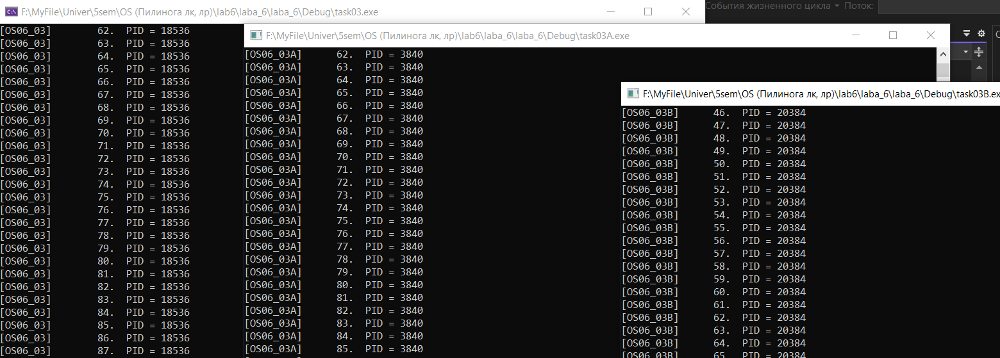 F:\MyFile\Univer\5sem\OS (Пилинога лк, лр)\lab6\laba_6\laba_6\Debug\task03.exe
[OS06_03] 62. PID = 18536
[OS06_03] 63. PID = 18536
[OS06_03] 64. PID = 18536
[OS06_03] 65. PID = 18536
[OS06_03] 66. PID = 18536
[OS06_03] 67. PID = 18536
[OS06_03] 68. PID = 18536
[OS06_03] 69. PID = 18536
[OS06_03] 70. PID = 18536
[OS06_03] 71. PID = 18536
[OS06_03] 72. PID = 18536
[OS06_03] 73. PID = 18536
[OS06_03] 74. PID = 18536
[OS06_03] 75. PID = 18536
[OS06_03] 76. PID = 18536
[OS06_03] 77. PID = 18536
[OS06_03] 78. PID = 18536
[OS06_03] 79. PID = 18536
[OS06_03] 80. PID = 18536
[OS06_03] 81. PID = 18536
[OS06_03] 82. PID = 18536
[OS06_03] 83. PID = 18536
[OS06_03] 84. PID = 18536
[OS06_03] 85. PID = 18536
[OS06_03] 86. PID = 18536
[OS06_03] 87. PID = 18536
F:\MyFile\Univer\5sem\OS (Пилинога лк, лр)\lab6\laba_6\laba_6\Debug\task03A.exe
[OS06_03A] 62. PID = 3840
[OS06_03A] 63. PID = 3840
[OS06_03A] 64. PID = 3840
[OS06_03A] 65. PID = 3840
[OS06_03A] 66. PID = 3840
[OS06_03A] 67. PID = 3840
[OS06_03A] 68. PID = 3840
[OS06_03A] 69. PID = 3840
[OS06_03A] 70. PID = 3840
[OS06_03A] 71. PID = 3840
[OS06_03A] 72. PID = 3840
[OS06_03A] 73. PID = 3840
[OS06_03A] 74. PID = 3840
[OS06_03A] 75. PID = 3840
[OS06_03A] 76. PID = 3840
[OS06_03A] 77. PID = 3840
[OS06_03A] 78. PID = 3840
[OS06_03A] 79. PID = 3840
[OS06_03A] 80. PID = 3840
[OS06_03A] 81. PID = 3840
[OS06_03A] 82. PID = 3840
[OS06_03A] 83. PID = 3840
[OS06_03A] 84. PID = 3840
[OS06_03A] 85. PID = 3840
События жизненного цикла Поток:
F:\MyFile\Univer\5sem\OS (Пилинога лк, лр)\lab6\laba_6\laba_6\Debug\task03B.ex
[OS06_03B] 46. PID = 20384
[OS06_03B] 47. PID = 20384
[OS06_03B] 48. PID = 20384
[OS06_03B] 49. PID = 20384
[OS06_03B] 50. PID = 20384
[OS06_03B] 51. PID = 20384
[OS06_03B] 52. PID = 20384
[OS06_03B] 53. PID = 20384
[OS06_03B] 54. PID = 20384
[OS06_03B] 55. PID = 20384
[OS06_03B] 56. PID = 20384
[OS06_03B] 57. PID = 20384
[OS06_03B] 58. PID = 20384
[OS06_03B] 59. PID = 20384
[OS06_03B] 60. PID = 20384
[OS06_03B] 61. PID = 20384
[OS06_03B] 62. PID = 20384
[OS06_03B] 63. PID = 20384
[OS06_03B] 64. PID = 20384
[OS06_03B] 65. PID = 20384